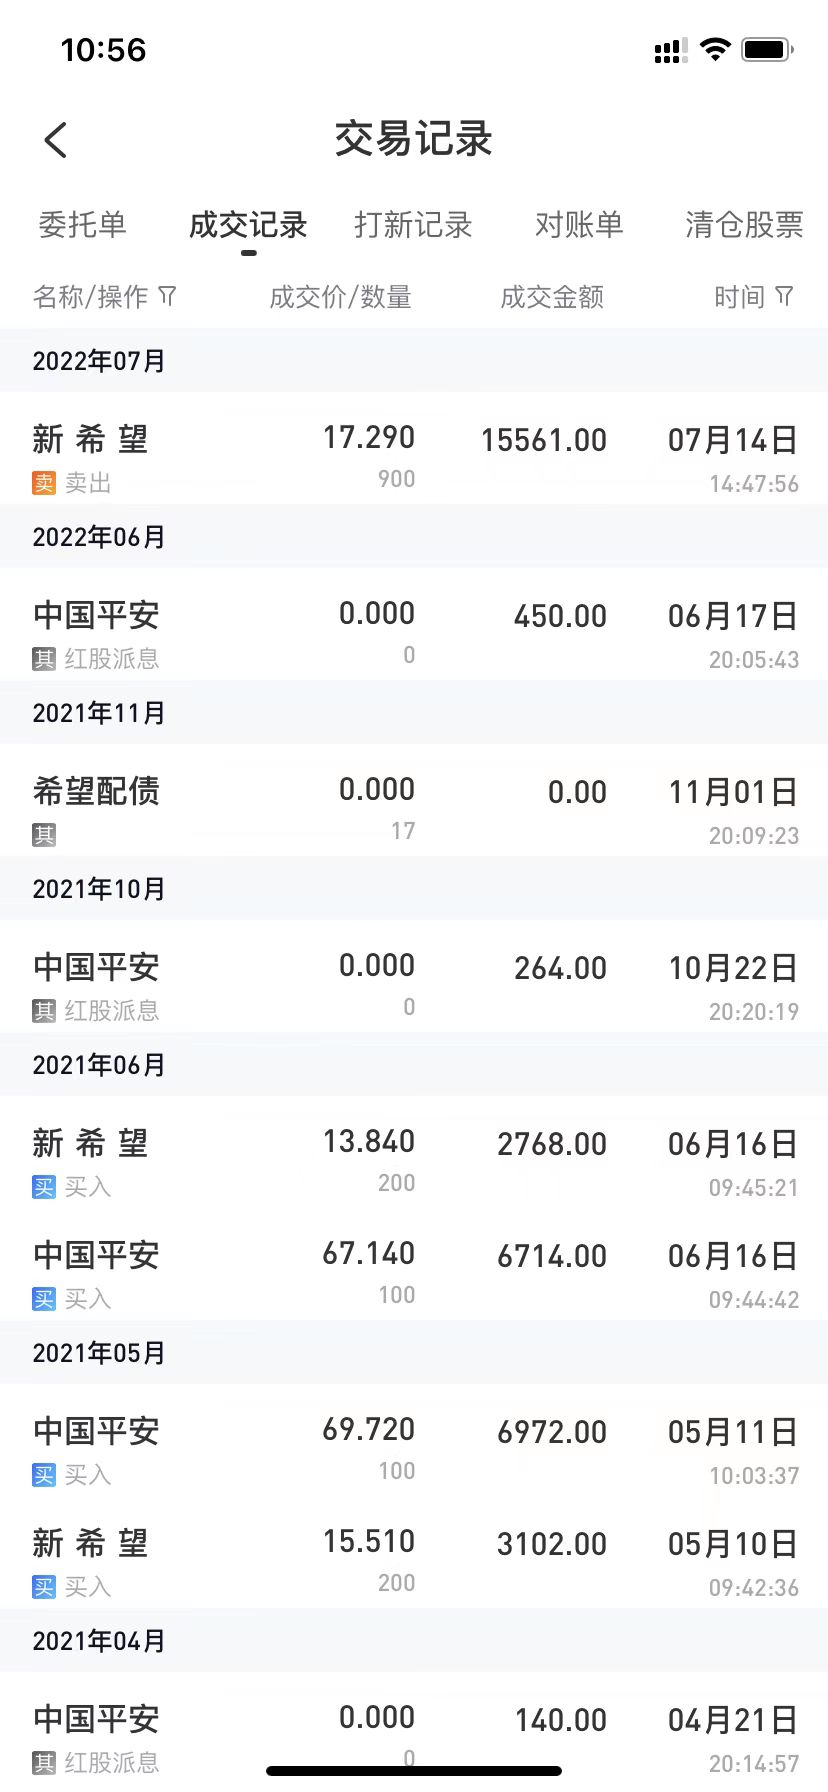 10:56
交易记录
委托单 成交记录 打新记录 对账单 清仓股票
名称/操作 成交价/数量 成交金额 时间
2022年07月
新 希 望 17.290 15561.00 07月14日
卖 卖出 900 14:47:56
2022年06月
中国平安 0.000 450.00 06月17日
其 红股派息 0 20:05:43
2021年11月
希望配债 0.000 0.00 11月01日
其 17 20:09:23
2021年10月
中国平安 0.000 264.00 10月22日
其 红股派息 0 20:20:19
2021年06月
新 希 望 13.840 2768.00 06月16日
买 买入 200 09:45:21
中国平安 67.140 6714.00 06月16日
买 买入 100 09:44:42
2021年05月
中国平安 69.720 6972.00 05月11日
买 买入 100 10:03:37
新 希 望 15.510 3102.00 05月10日
买 买入 200 09:42:36
2021年04月
中国平安 0.000 140.00 04月21日
其 红股派息 0 20:14:57